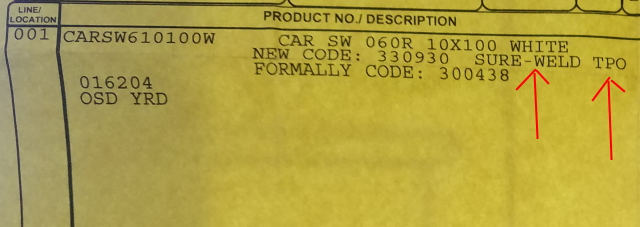 LINE/
LOCATION
PRODUCT NO./ DESCRIPTION
001 CARSW610100W CAR SW 060R 10X100 WHITE
NEW CODE: 330930 SURE-WELD TPO
FORMALLY CODE: 300438
016204
OSD YRD